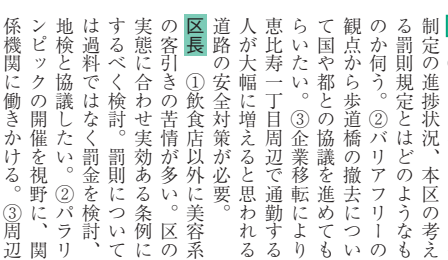 制定の進捗状況、本区の考え
る罰則規定とはどのようなも
のか伺う。②バリアフリーの
観点から歩道橋の撤去につい
て国や都との協議を進めても
らいたい。③企業移転により
恵比寿一丁目周辺で通勤する
人が大幅に増えると思われる
道路の安全対策が必要。
区長　①飲食店以外に美容系
の客引きの苦情が多い。区の
実態に合わせ実効ある条例に
するべく検討。罰則について
は過料ではなく罰金を検討、
地検と協議したい。②パラリ
ンピックの開催を視野に、関
係機関に働きかける。③周辺